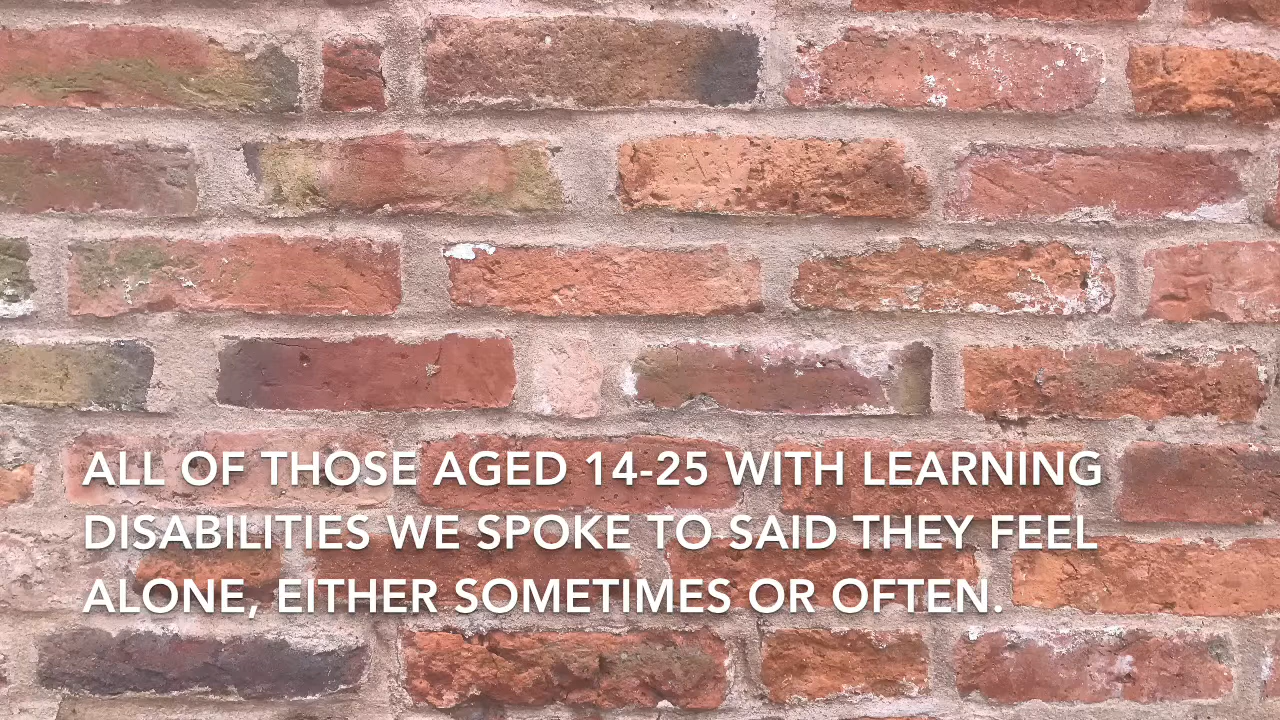 ALL OF THOSE AGED 14-25 WITH LEARNING
DISABILITIES WE SPOKE TO SAID THEY FEEL
ALONE, EITHER SOMETIMES OR OFTEN.